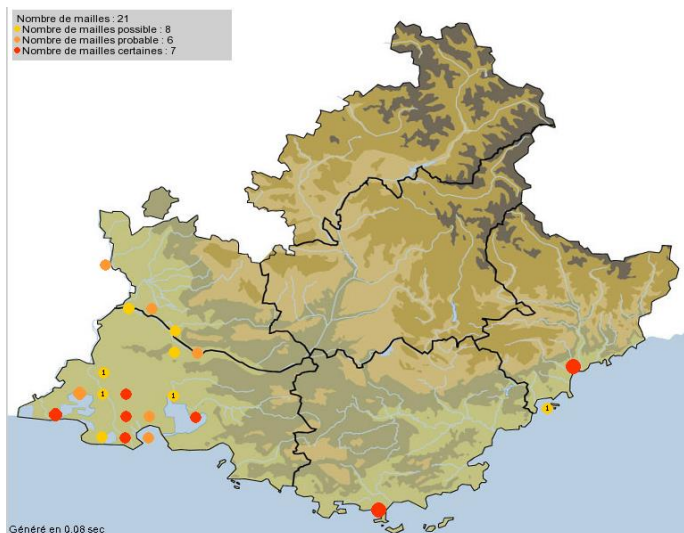 Nombre de mailles : 21
Nombre de mailles possible : 8
Nombre de mailles probable : 6
Nombre de mailles certaines : 7
1
1
1
1
Généré en 0.08 sec